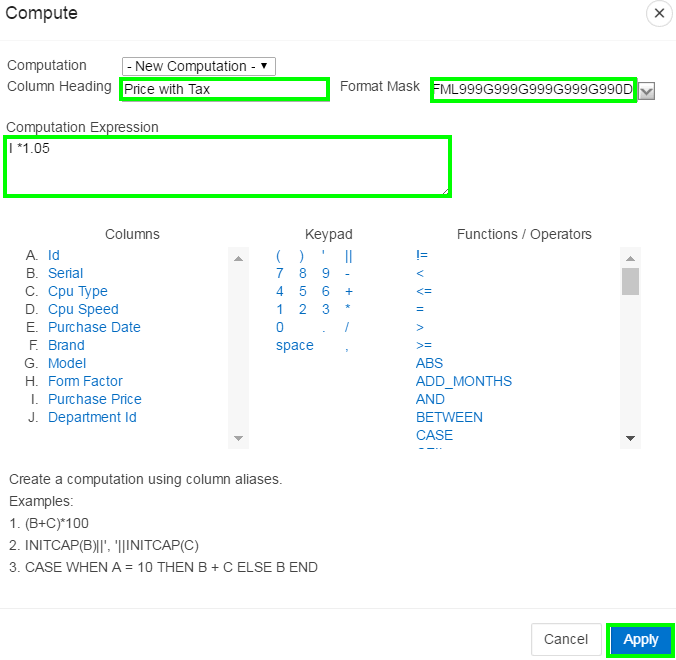 Compute
Computation - New Computation -
Column Heading Price with Tax Format Mask FML999G999G999G999G990D
Computation Expression
I *1.05
Columns Keypad Functions / Operators
A. Id ( ) ' || !=
B. Serial 7 8 9 - <
C. Cpu Type 4 5 6 + <=
D. Cpu Speed 1 2 3 * =
E. Purchase Date 0 . / >
F. Brand space , >=
G. Model ABS
H. Form Factor ADD_MONTHS
I. Purchase Price AND
J. Department Id BETWEEN
CASE
Create a computation using column aliases.
Examples:
1. (B+C)*100
2. INITCAP(B)||', '||INITCAP(C)
3. CASE WHEN A = 10 THEN B + C ELSE B END
Cancel Apply